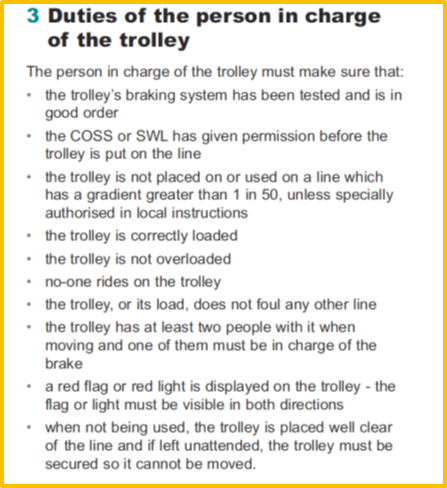 3 Duties of the person in charge
of the trolley
The person in charge of the trolley must make sure that:
• the trolley's braking system has been tested and is in
good order
• the COSS or SWL has given permission before the
trolley is put on the line
• the trolley is not placed on or used on a line which
has a gradient greater than 1 in 50, unless specially
authorised in local instructions
• the trolley is correctly loaded
• the trolley is not overloaded
• no-one rides on the trolley
• the trolley, or its load, does not foul any other line
• the trolley has at least two people with it when
moving and one of them must be in charge of the
brake
• a red flag or red light is displayed on the trolley - the
flag or light must be visible in both directions
• when not being used, the trolley is placed well clear
of the line and if left unattended, the trolley must be
secured so it cannot be moved.